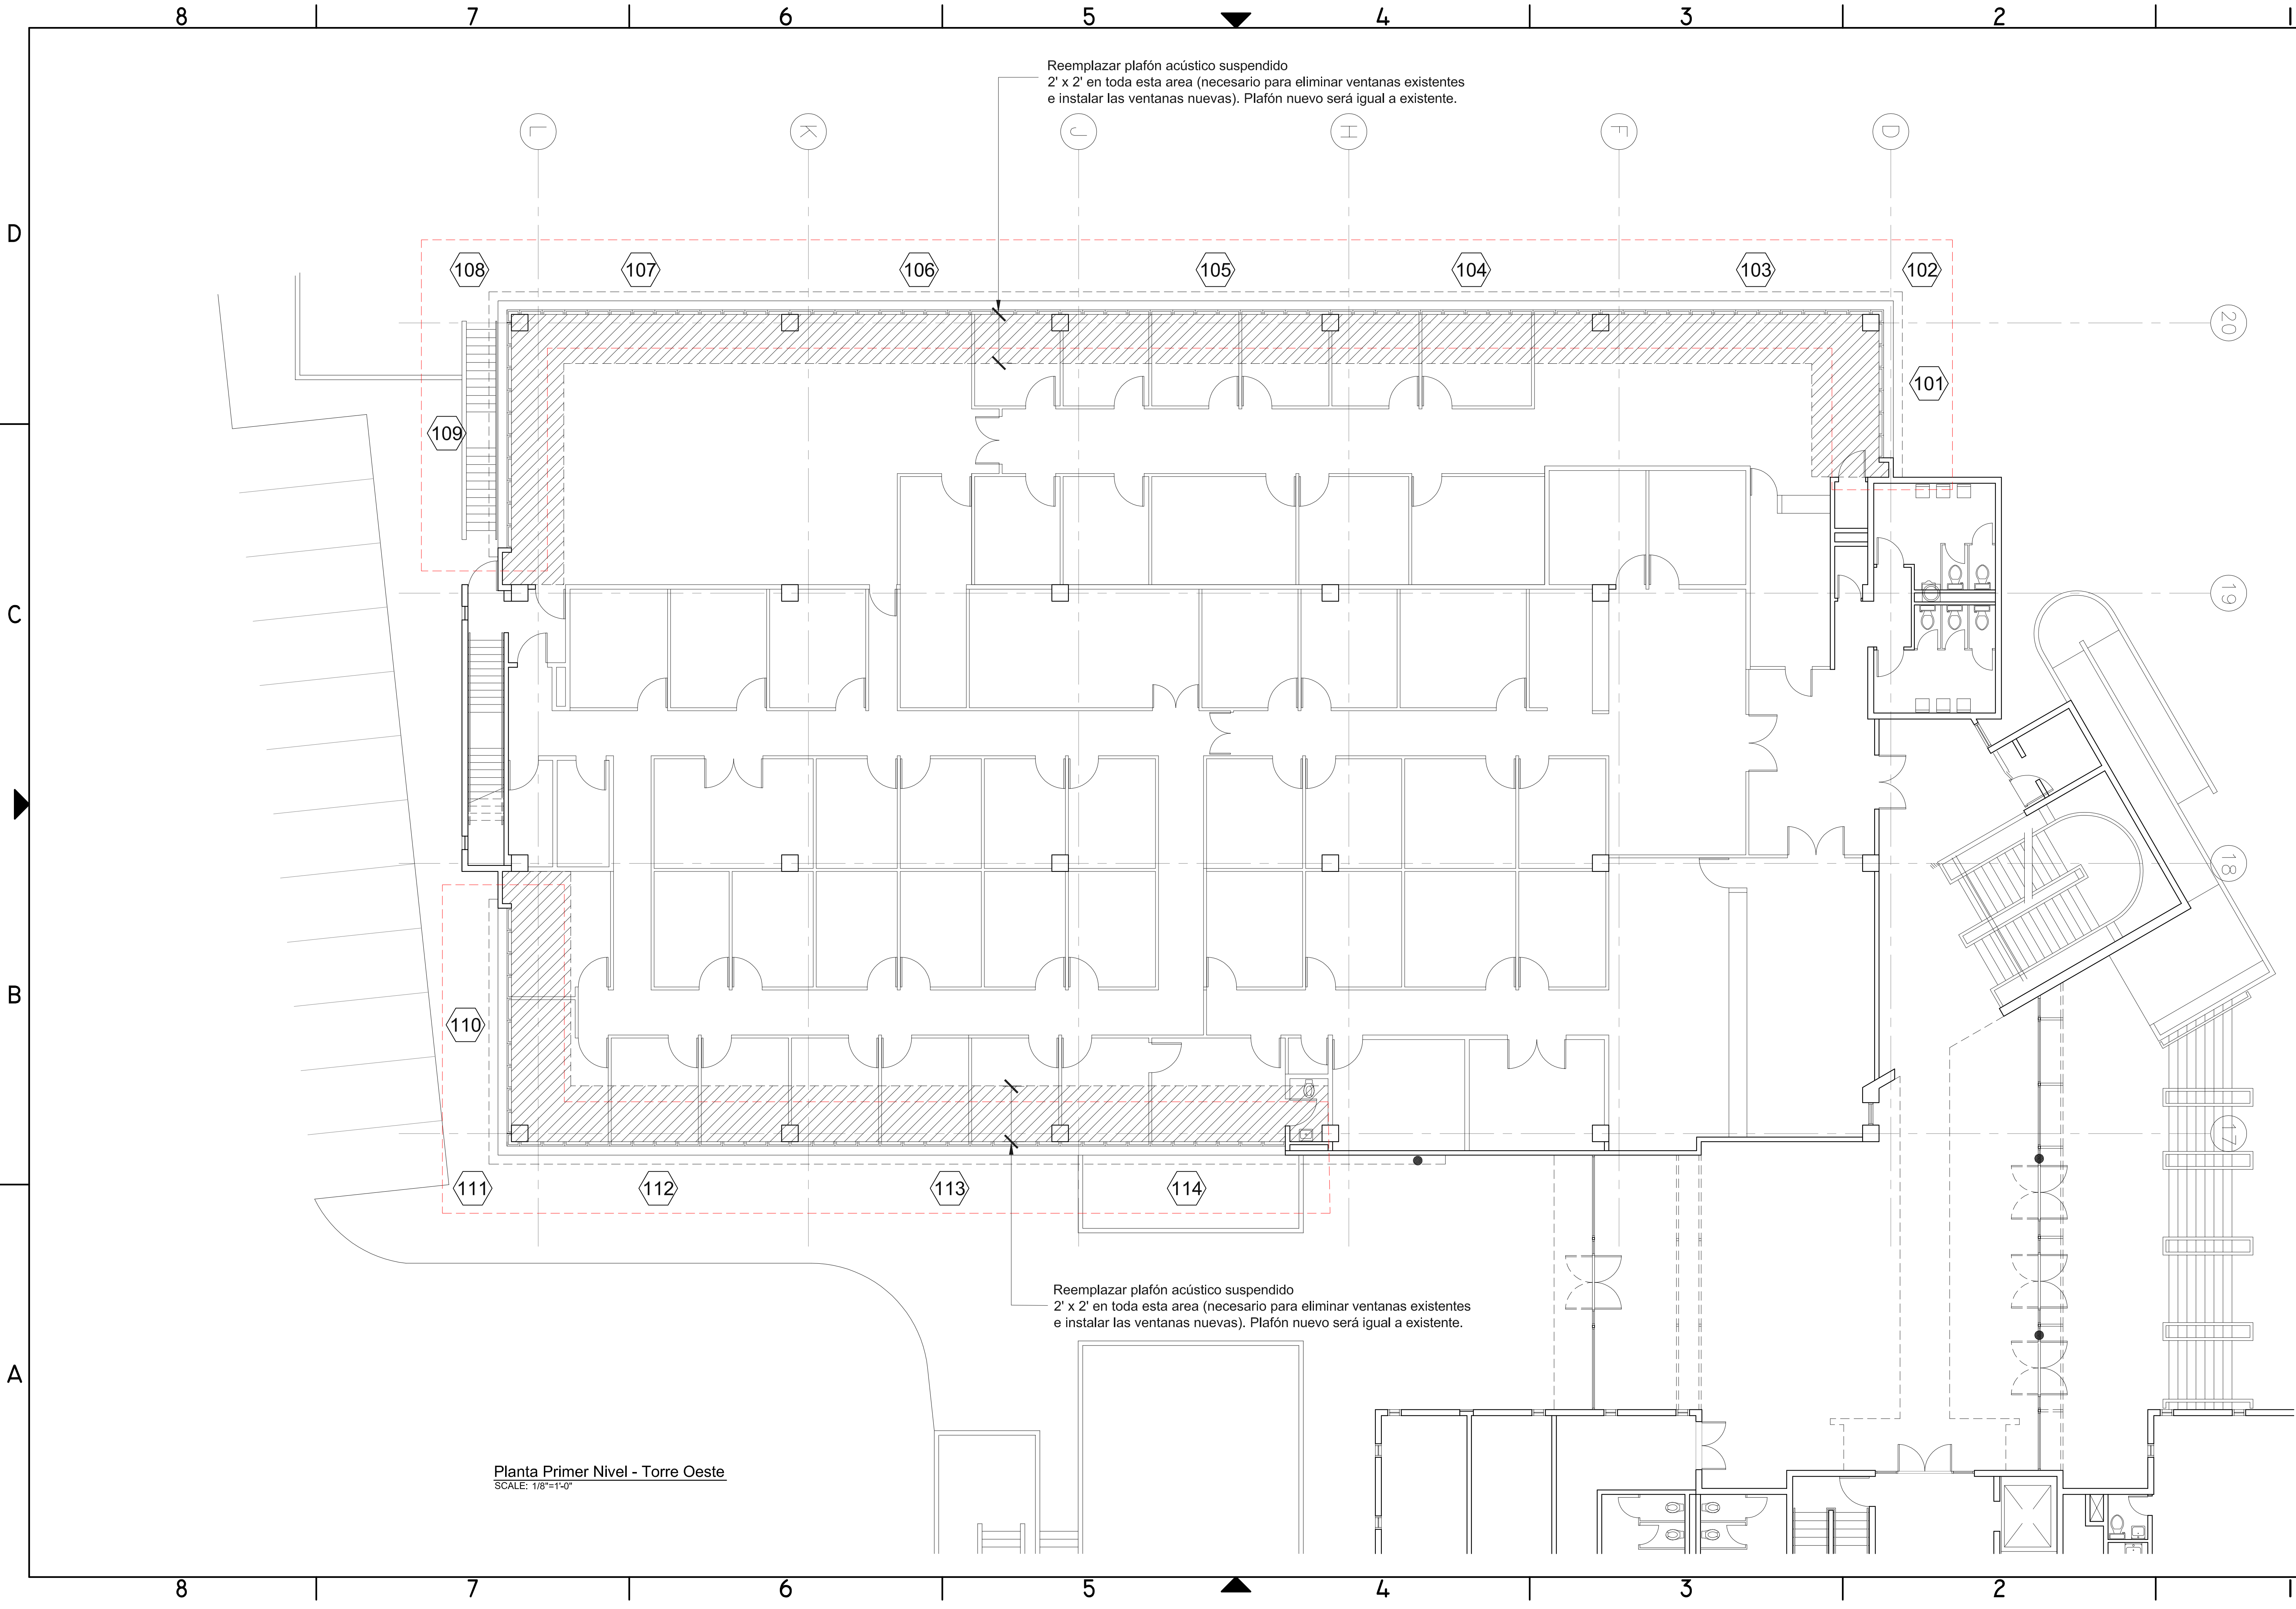 8 7 6 5 4 3 2 1
Reemplazar plafón acústico suspendido
2' x 2' en toda esta area (necesario para eliminar ventanas existentes
e instalar las ventanas nuevas). Plafón nuevo será igual a existente.
L K J H F D
D
108 107 106 105 104 103 102
20
101
109
C
19
18
B
110
17
111 112 113 114
Reemplazar plafón acústico suspendido
2' x 2' en toda esta area (necesario para eliminar ventanas existentes
e instalar las ventanas nuevas). Plafón nuevo será igual a existente.
A
Planta Primer Nivel - Torre Oeste
SCALE: 1/8"=1'-0"
8 7 6 5 4 3 2 1